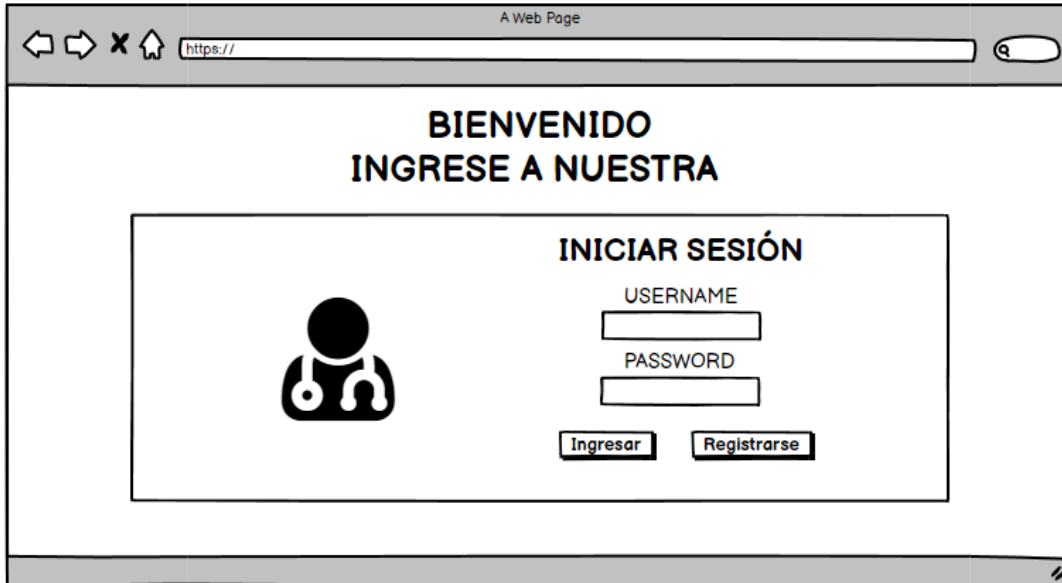 A Web Page
https://
BIENVENIDO
INGRESE A NUESTRA
INICIAR SESIÓN
USERNAME
PASSWORD
Ingresar
Registrarse